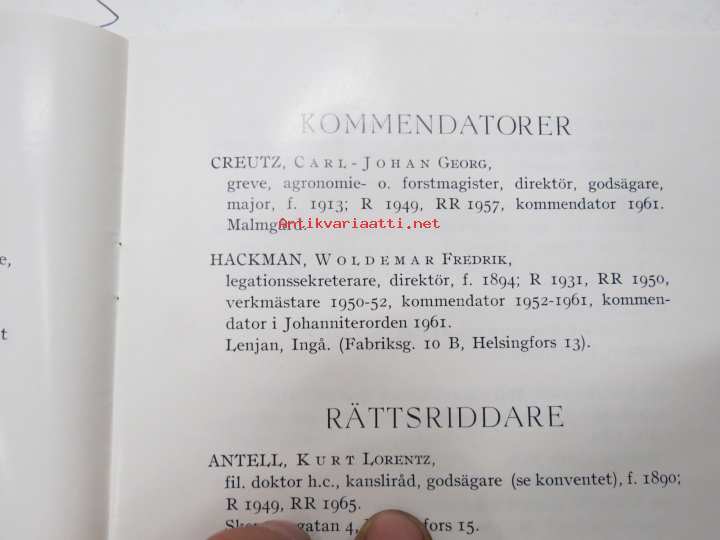 KOMMENDATORER
CREUTZ, CARL-JOHAN GEORG,
greve, agronomie- o. forstmagister, direktör, godsägare,
major, f. 1913; R 1949, RR 1957, kommendator 1961.
Malmgård.
Antikvariaatti.net
e,
HACKMAN, WOLDEMAR FREDRIK,
legationssekreterare, direktör, f. 1894; R 1931, RR 1950,
verkmästare 1950-52, kommendator 1952-1961, kommen-
dator i Johanniterorden 1961.
t
Lenjan, Ingå. (Fabriksg. 10 B, Helsingfors 13).
RÄTTSRIDDARE
ANTELL, KURT LORENTZ,
fil. doktor h.c., kansliråd, godsägare (se konventet), f. 1890;
R 1949, RR 1965.
gatan 4, fors 15.